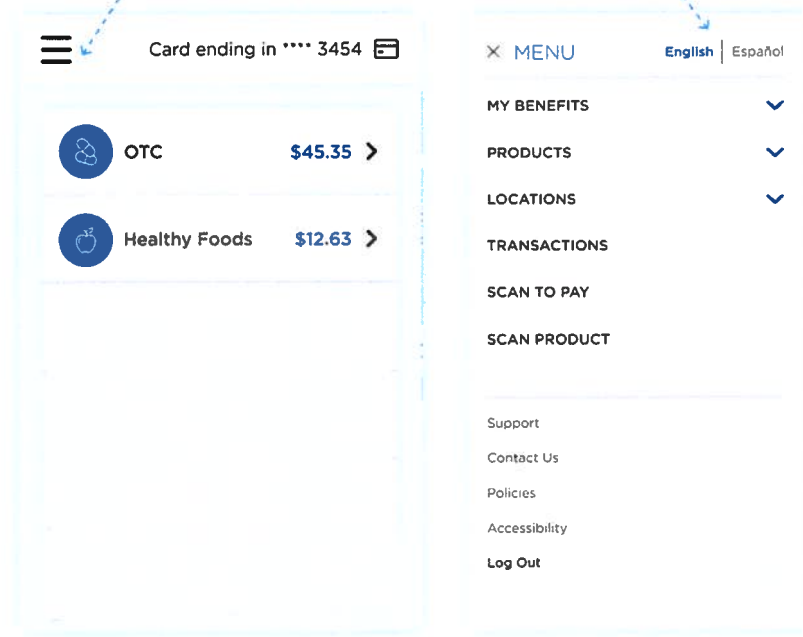 Card ending in **** 3454
OTC $45.35
Healthy Foods $12.63
MENU English | Español
MY BENEFITS
PRODUCTS
LOCATIONS
TRANSACTIONS
SCAN TO PAY
SCAN PRODUCT
Support
Contact Us
Policies
Accessibility
Log Out